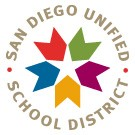 SAN DIEGO UNIFIED
• SCHOOL DISTRICT •